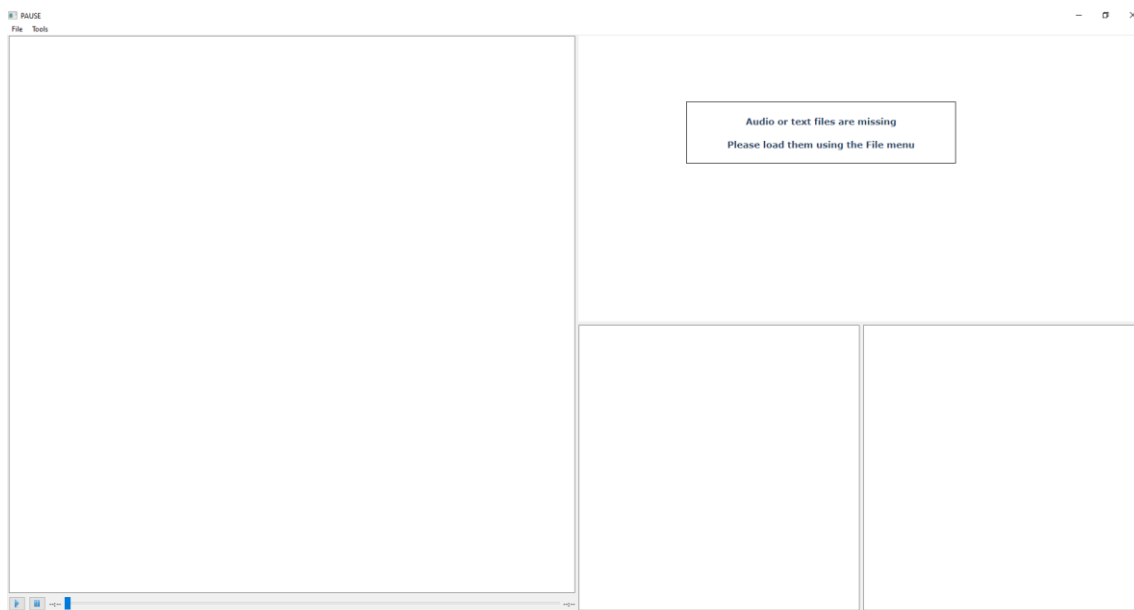 PAUSE
File Tools
Audio or text files are missing
Please load them using the File menu
--:-- --:--